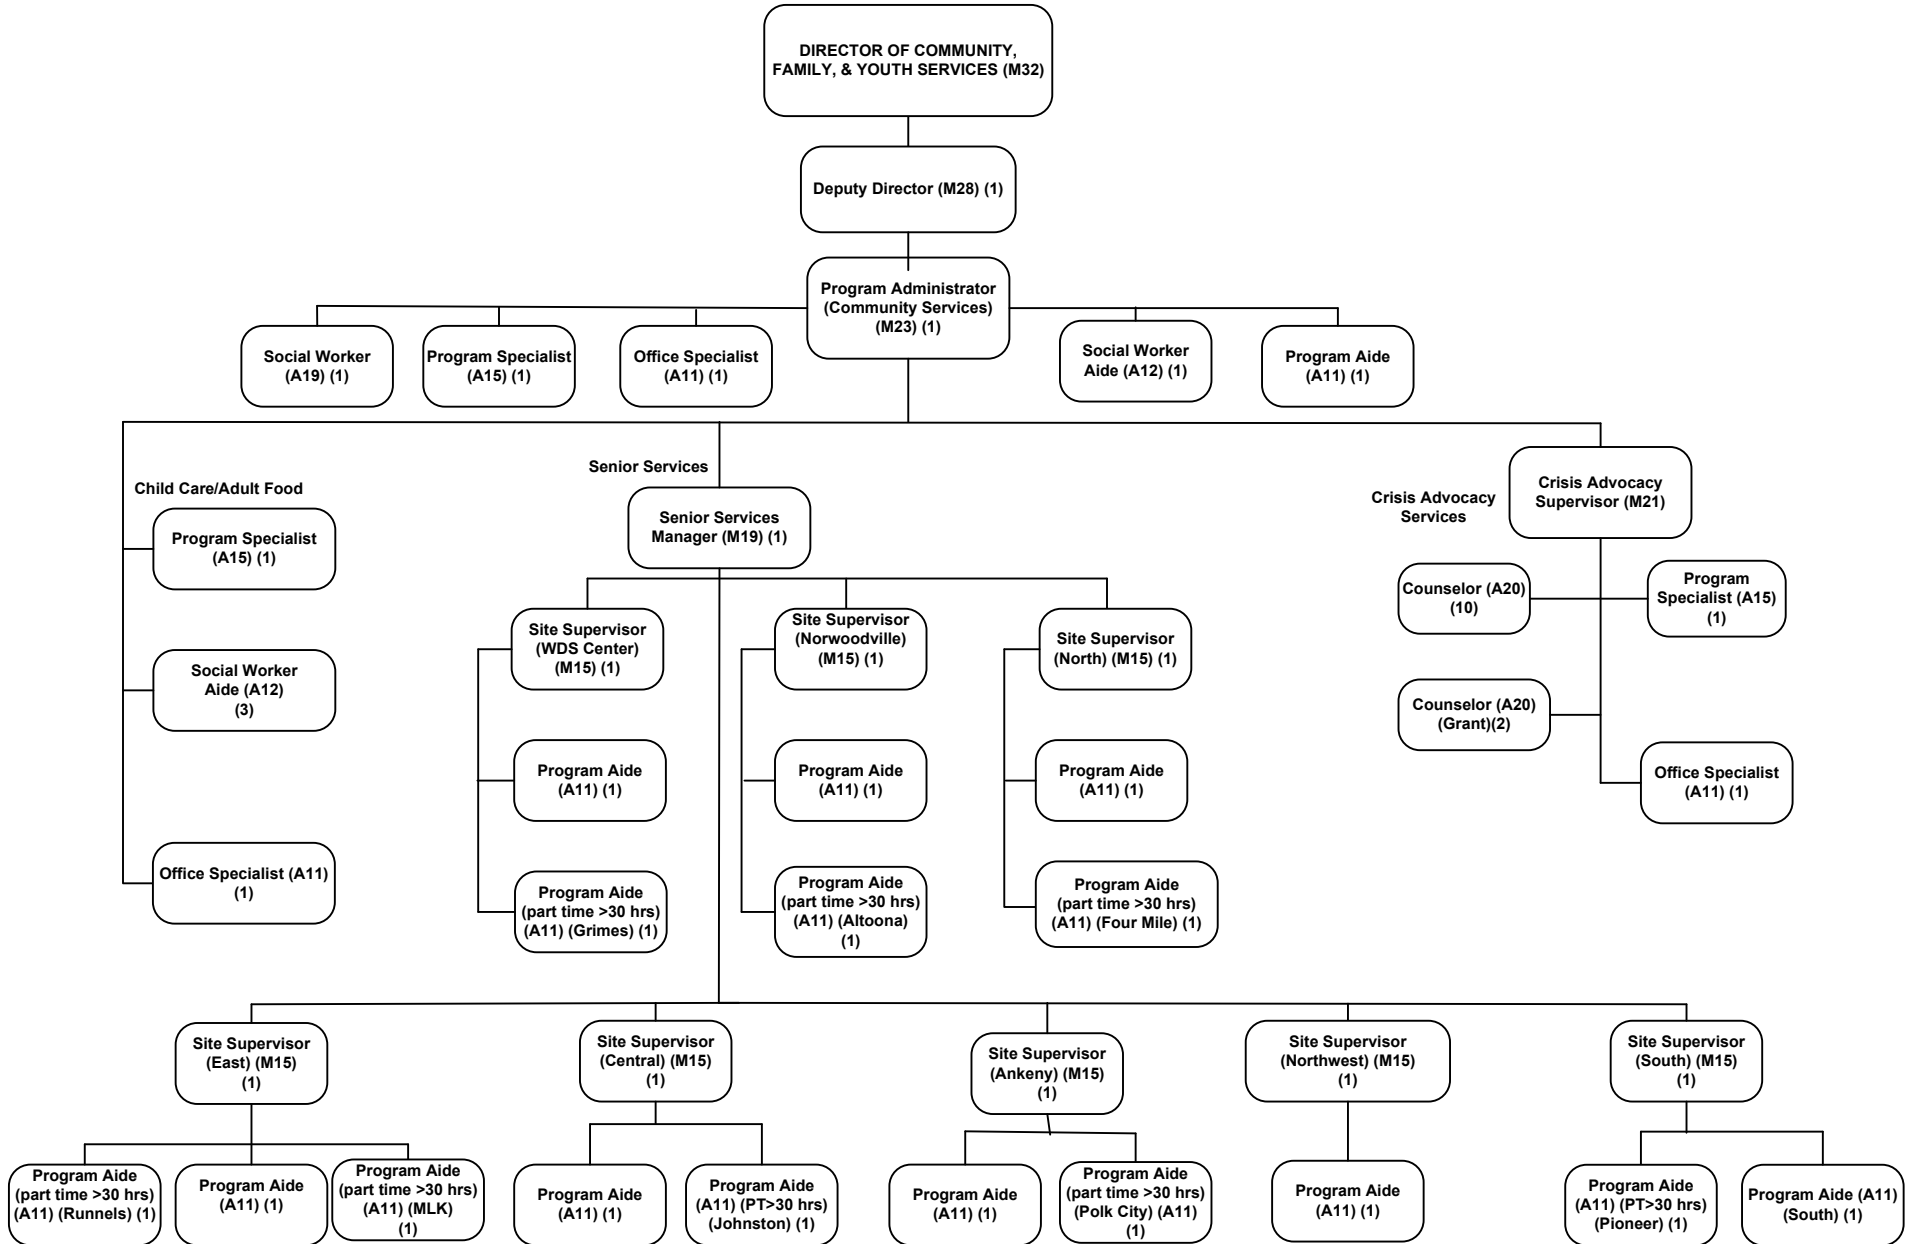 DIRECTOR OF COMMUNITY,
FAMILY, & YOUTH SERVICES (M32)
Deputy Director (M28) (1)
Program Administrator
(Community Services)
(M23) (1)
Social Worker
(A19) (1)
Program Specialist
(A15) (1)
Office Specialist
(A11) (1)
Social Worker
Aide (A12) (1)
Program Aide
(A11) (1)
Child Care/Adult Food
Program Specialist
(A15) (1)
Social Worker
Aide (A12)
(3)
Office Specialist (A11)
(1)
Senior Services
Senior Services
Manager (M19) (1)
Site Supervisor
(WDS Center)
(M15) (1)
Program Aide
(A11) (1)
Program Aide
(part time >30 hrs)
(A11) (Grimes) (1)
Site Supervisor
(Norwoodville)
(M15) (1)
Program Aide
(A11) (1)
Program Aide
(part time >30 hrs)
(A11) (Altoona)
(1)
Site Supervisor
(North) (M15) (1)
Program Aide
(A11) (1)
Program Aide
(part time >30 hrs)
(A11) (Four Mile) (1)
Crisis Advocacy
Services
Crisis Advocacy
Supervisor (M21)
Counselor (A20)
(10)
Program
Specialist (A15)
(1)
Counselor (A20)
(Grant)(2)
Office Specialist
(A11) (1)
Site Supervisor
(East) (M15)
(1)
Program Aide
(part time >30 hrs)
(A11) (Runnels) (1)
Program Aide
(A11) (1)
Program Aide
(part time >30 hrs)
(A11) (MLK)
(1)
Site Supervisor
(Central) (M15)
(1)
Program Aide
(A11) (1)
Program Aide
(A11) (PT>30 hrs)
(Johnston) (1)
Site Supervisor
(Ankeny) (M15)
(1)
Program Aide
(A11) (1)
Program Aide
(part time >30 hrs)
(Polk City) (A11)
(1)
Site Supervisor
(Northwest) (M15)
(1)
Program Aide
(A11) (1)
Site Supervisor
(South) (M15)
(1)
Program Aide
(A11) (PT>30 hrs)
(Pioneer) (1)
Program Aide (A11)
(South) (1)